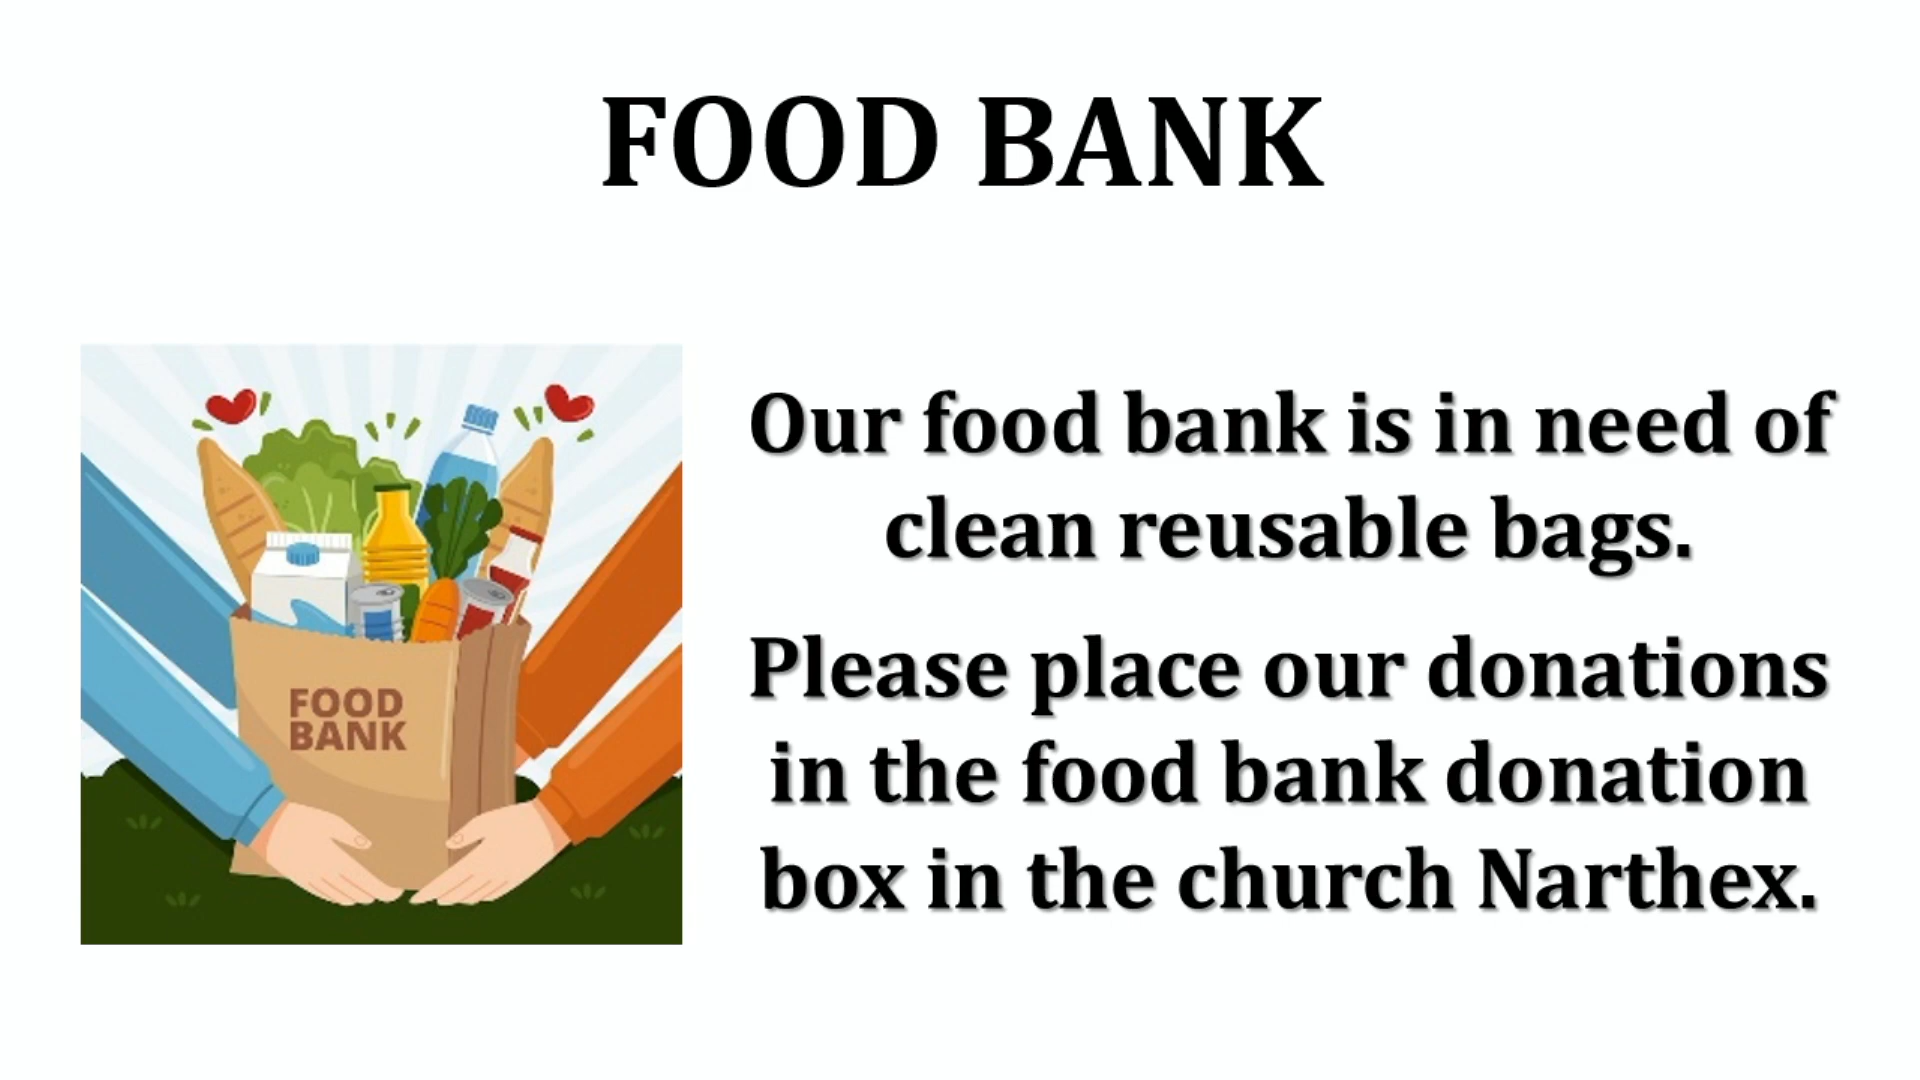 FOOD BANK
FOOD
BANK
Our food bank is in need of
clean reusable bags.
Please place our donations
in the food bank donation
box in the church Narthex.